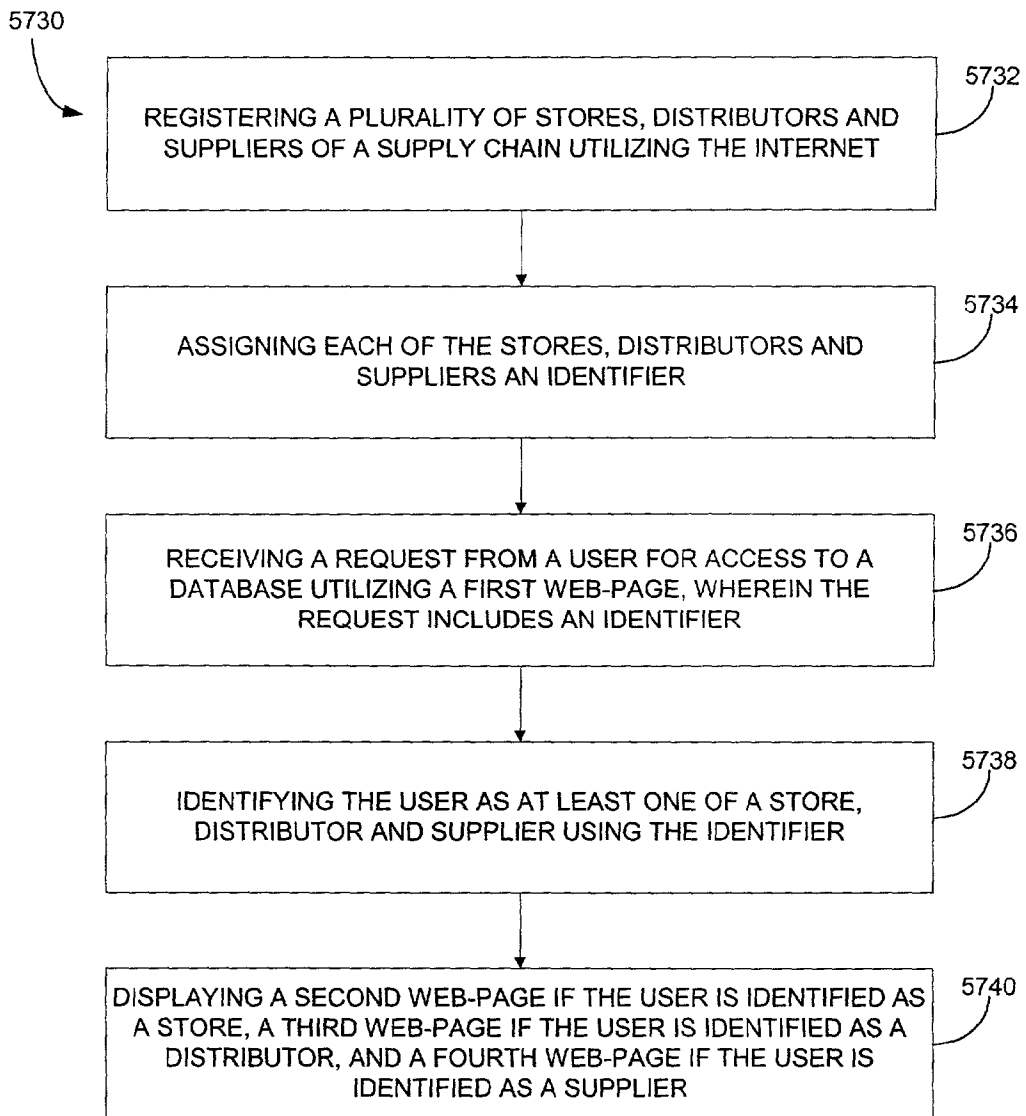 5730
5732
REGISTERING A PLURALITY OF STORES, DISTRIBUTORS AND
SUPPLIERS OF A SUPPLY CHAIN UTILIZING THE INTERNET
5734
ASSIGNING EACH OF THE STORES, DISTRIBUTORS AND
SUPPLIERS AN IDENTIFIER
5736
RECEIVING A REQUEST FROM A USER FOR ACCESS TO A
DATABASE UTILIZING A FIRST WEB-PAGE, WHEREIN THE
REQUEST INCLUDES AN IDENTIFIER
5738
IDENTIFYING THE USER AS AT LEAST ONE OF A STORE,
DISTRIBUTOR AND SUPPLIER USING THE IDENTIFIER
5740
DISPLAYING A SECOND WEB-PAGE IF THE USER IS IDENTIFIED AS
A STORE, A THIRD WEB-PAGE IF THE USER IS IDENTIFIED AS A
DISTRIBUTOR, AND A FOURTH WEB-PAGE IF THE USER IS
IDENTIFIED AS A SUPPLIER